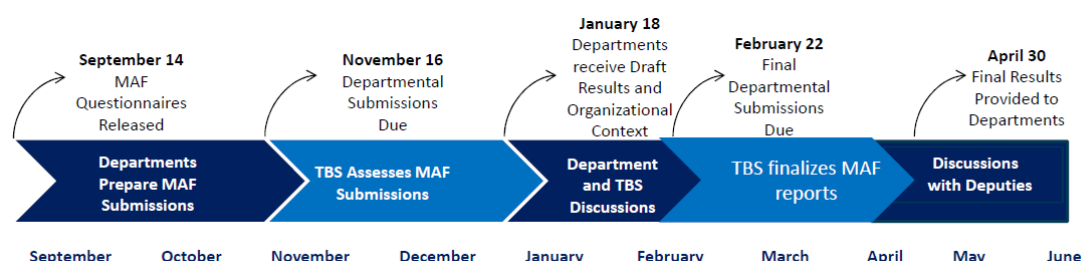 September 14
MAF
Questionnaires
Released
November 16
Departmental
Submissions
Due
January 18
Departments
receive Draft
Results and
Organizational
Context
February 22
Final
Departmental
Submissions
Due
April 30
Final Results
Provided to
Departments
Departments
Prepare MAF
Submissions
TBS Assesses MAF
Submissions
Department
and TBS
Discussions
TBS finalizes MAF
reports
Discussions
with Deputies
September October November December January February March April May June